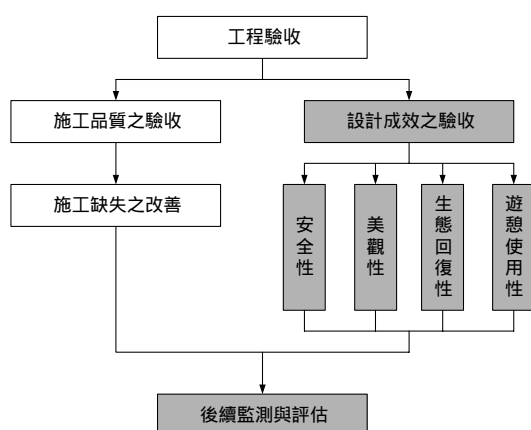 工程驗收
施工品質之驗收
設計成效之驗收
施工缺失之改善
安全性
美觀性
生態回復性
遊憩使用性
後續監測與評估